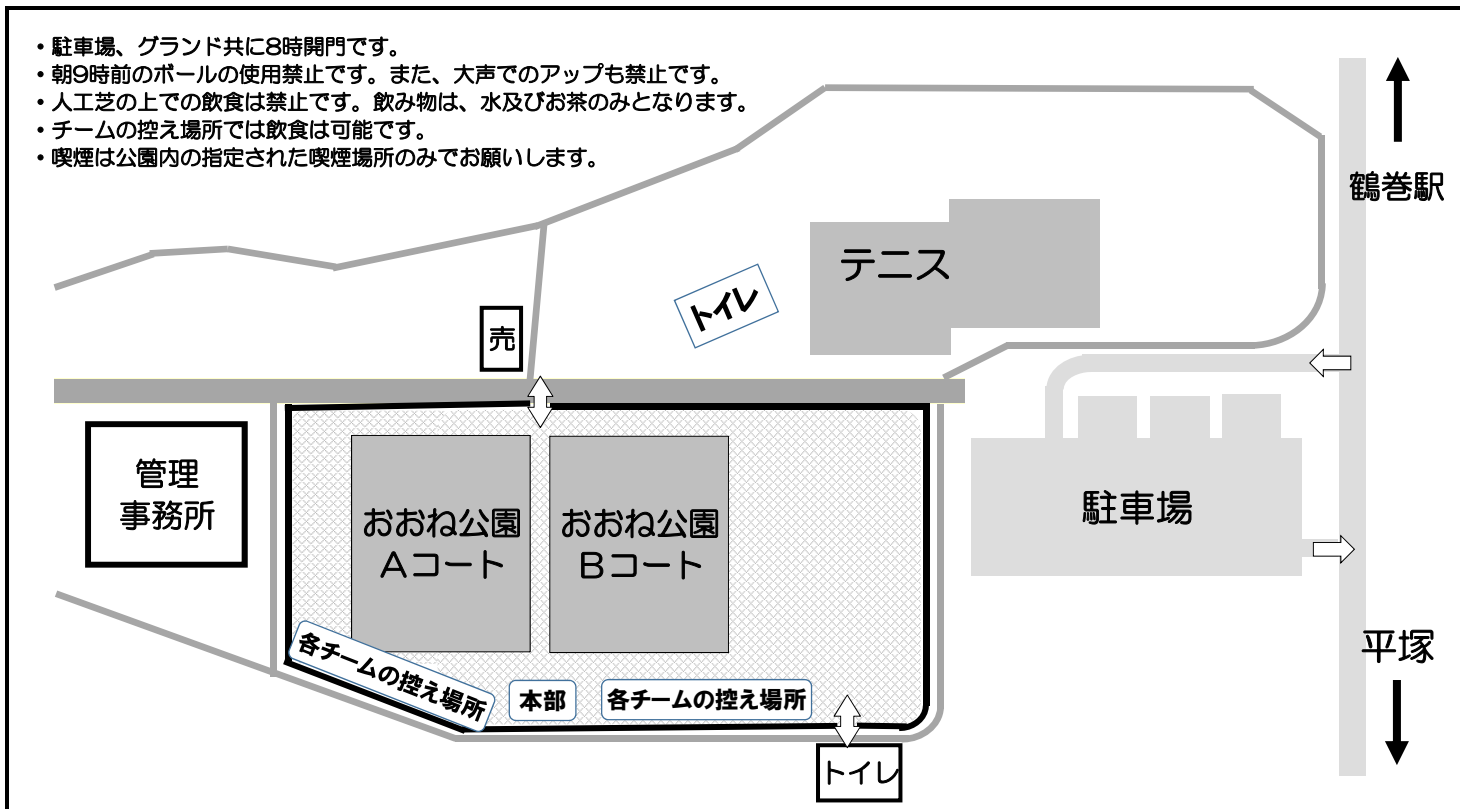 ・駐車場、グランド共に8時開門です。
・朝9時前のボールの使用禁止です。また、大声でのアップも禁止です。
・人工芝の上での飲食は禁止です。飲み物は、水及びお茶のみとなります。
・チームの控え場所では飲食は可能です。
・喫煙は公園内の指定された喫煙場所のみでお願いします。
鶴巻駅
テニス
トイレ
売
管理
事務所
おおね公園
Aコート
おおね公園
Bコート
駐車場
平塚
各チームの控え場所
本部
各チームの控え場所
トイレ